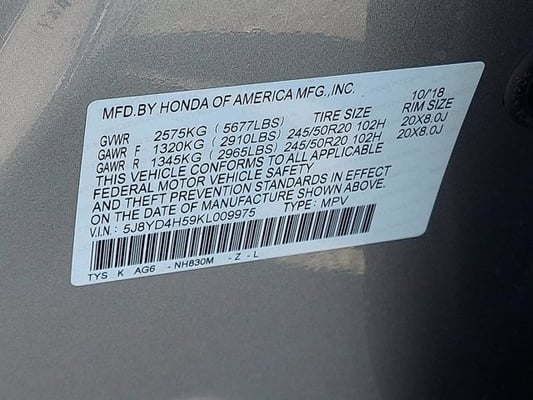 MFD.BY HONDA OF AMERICA MFG.,INC. 10/'18
GVWR 2575KG ( 5677LBS) TIRE SIZE RIM SIZE
GAWR F 1320KG ( 2910LBS) 245/50R20 102H 20X8.0J
GAWR R 1345KG ( 2965LBS) 245/50R20 102H 20X8.0J
THIS VEHICLE CONFORMS TO ALL APPLICABLE
FEDERAL MOTOR VEHICLE SAFETY
AND THEFT PREVENTION STANDARDS IN EFFECT
ON THE DATE OF MANUFACTURE SHOWN ABOVE.
V.I.N.: 5J8YD4H59KL009975 TYPE: MPV
TYS K AG6 -NH830M -Z-L